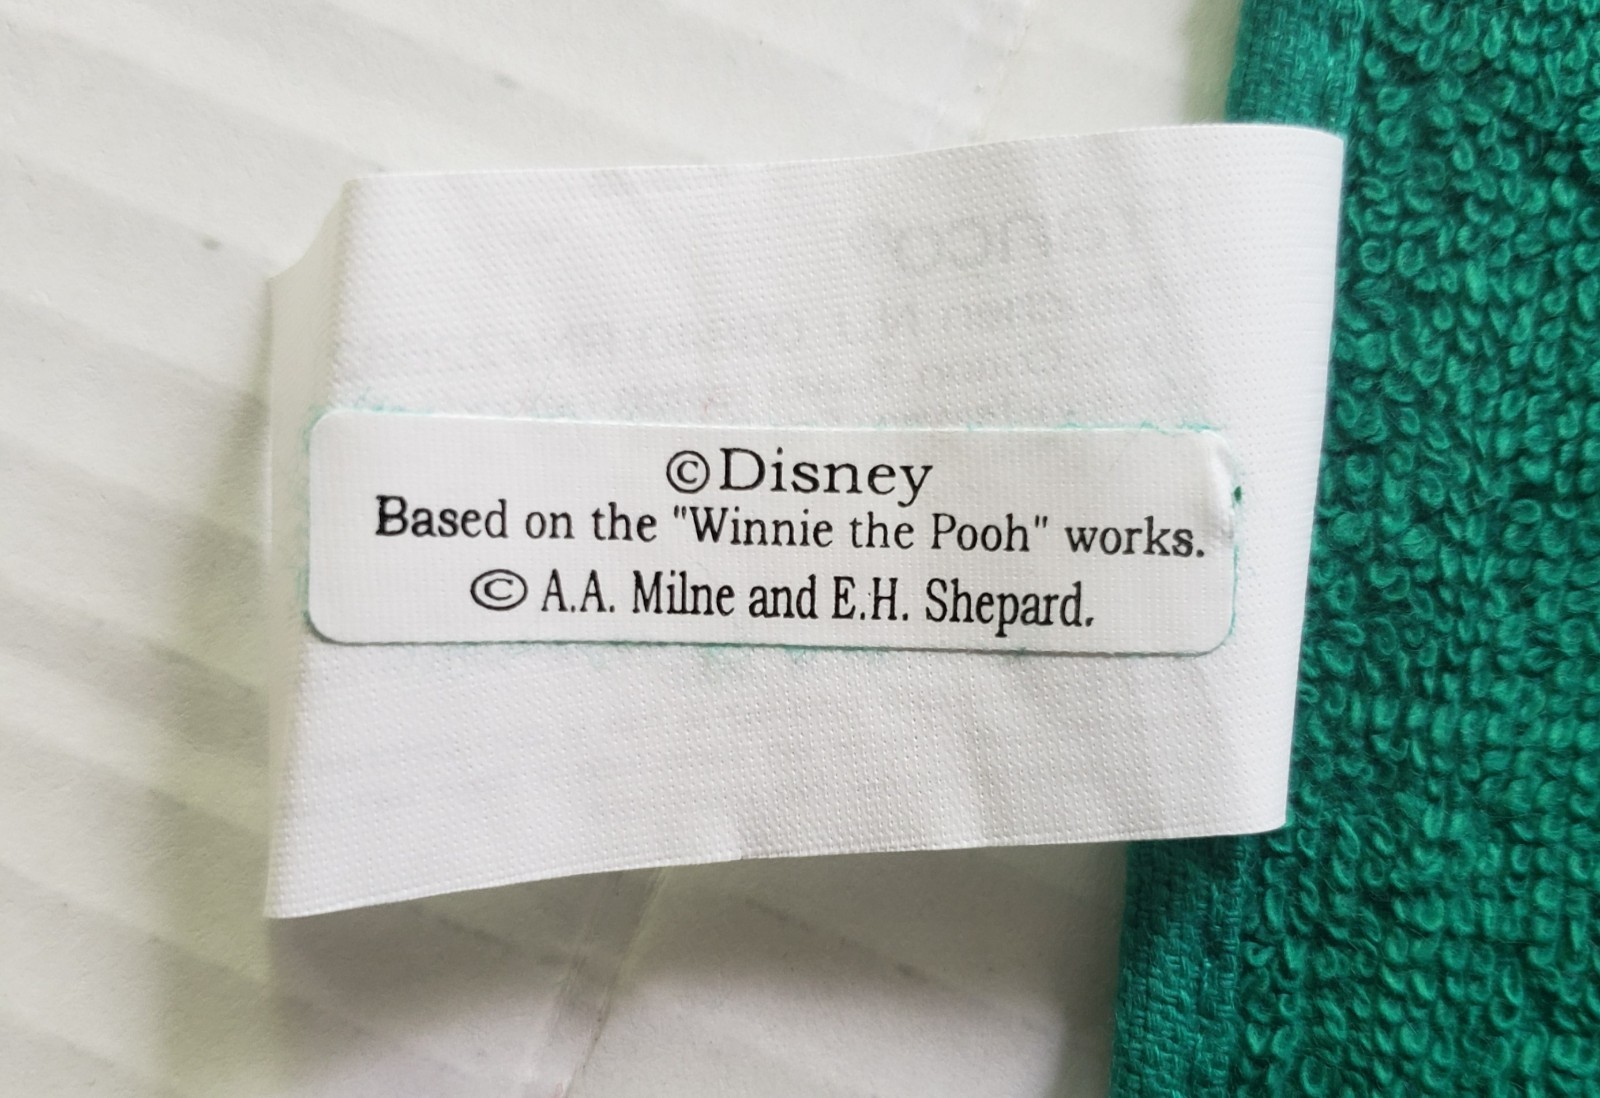 ©Disney
Based on the "Winnie the Pooh" works.
© A.A. Milne and E.H. Shepard.